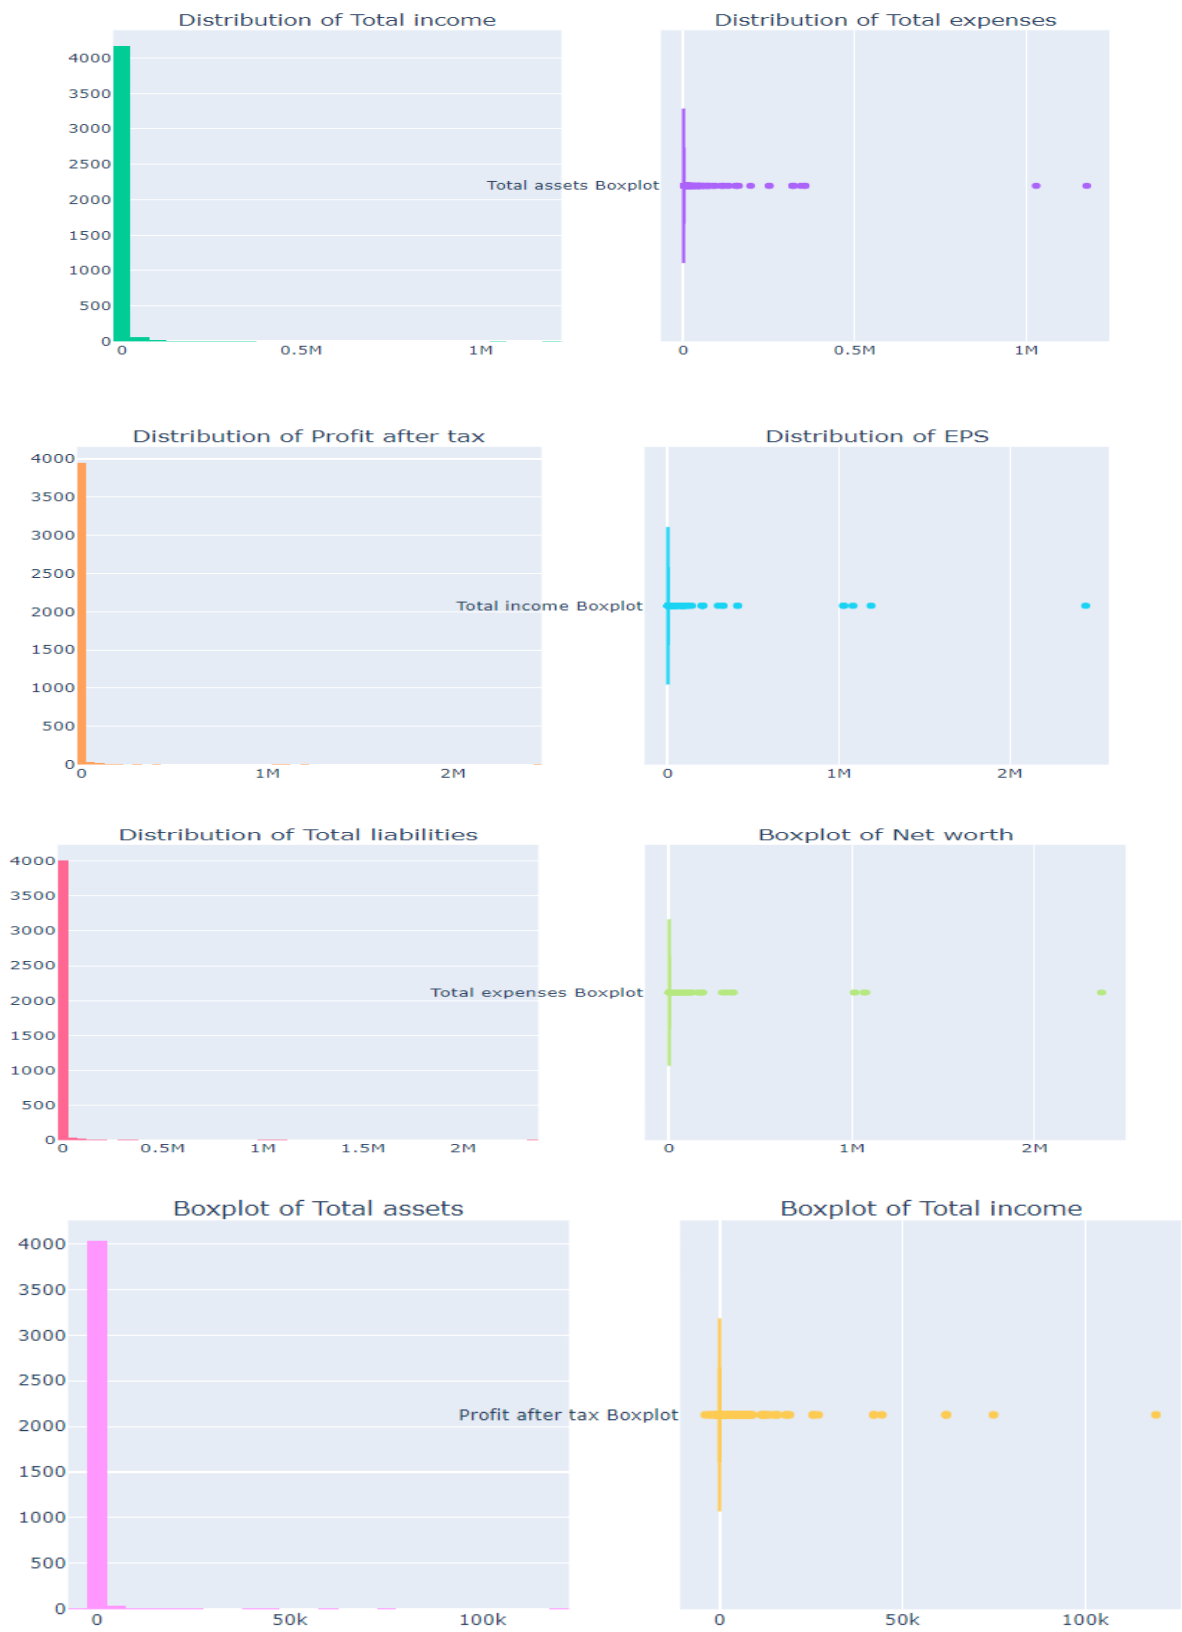 Distribution of Total income
Distribution of Total expenses
4000
3500
3000
2500
2000
1500
1000
500
0
0
0.5M
1M
Total assets Boxplot
0
0.5M
1M
Distribution of Profit after tax
Distribution of EPS
4000
3500
3000
2500
2000
1500
1000
500
0
0
1M
2M
Total income Boxplot
0
1M
2M
Distribution of Total liabilities
Boxplot of Net worth
4000
3500
3000
2500
2000
1500
1000
500
0
0
0.5M
1M
1.5M
2M
Total expenses Boxplot
0
1M
2M
Boxplot of Total assets
Boxplot of Total income
4000
3500
3000
2500
2000
1500
1000
500
0
0
50k
100k
Profit after tax Boxplot
0
50k
100k